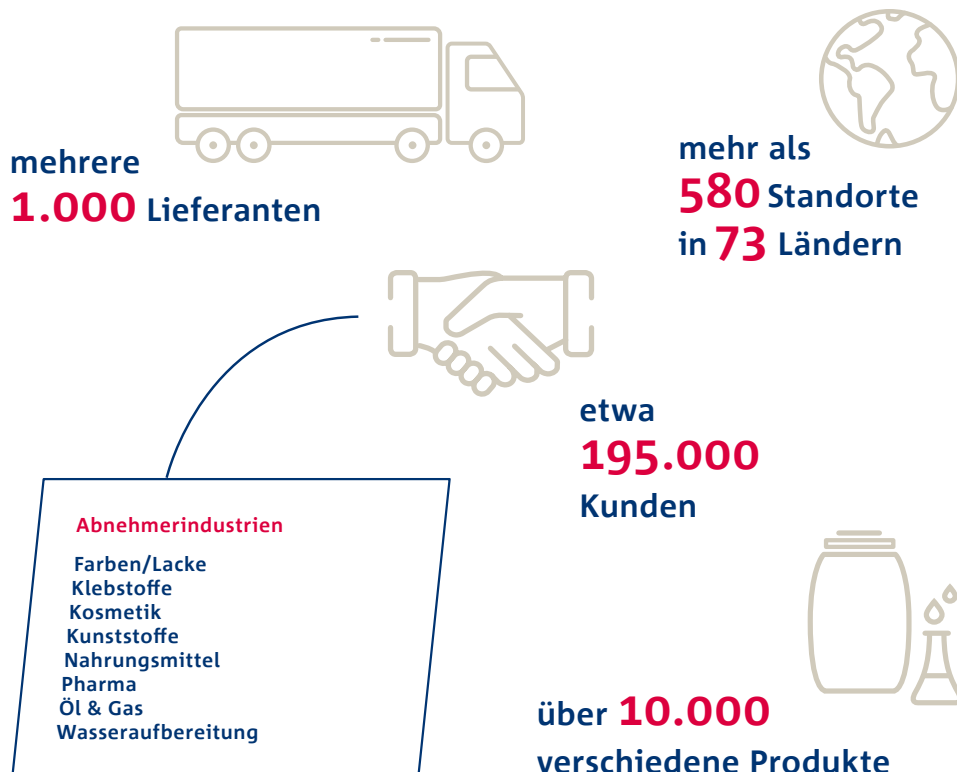 mehrere
1.000 Lieferanten
mehr als
580 Standorte
in 73 Ländern
etwa
195.000
Kunden
Abnehmerindustrien
Farben/Lacke
Klebstoffe
Kosmetik
Kunststoffe
Nahrungsmittel
Pharma
Öl & Gas
Wasseraufbereitung
über 10.000
verschiedene Produkte